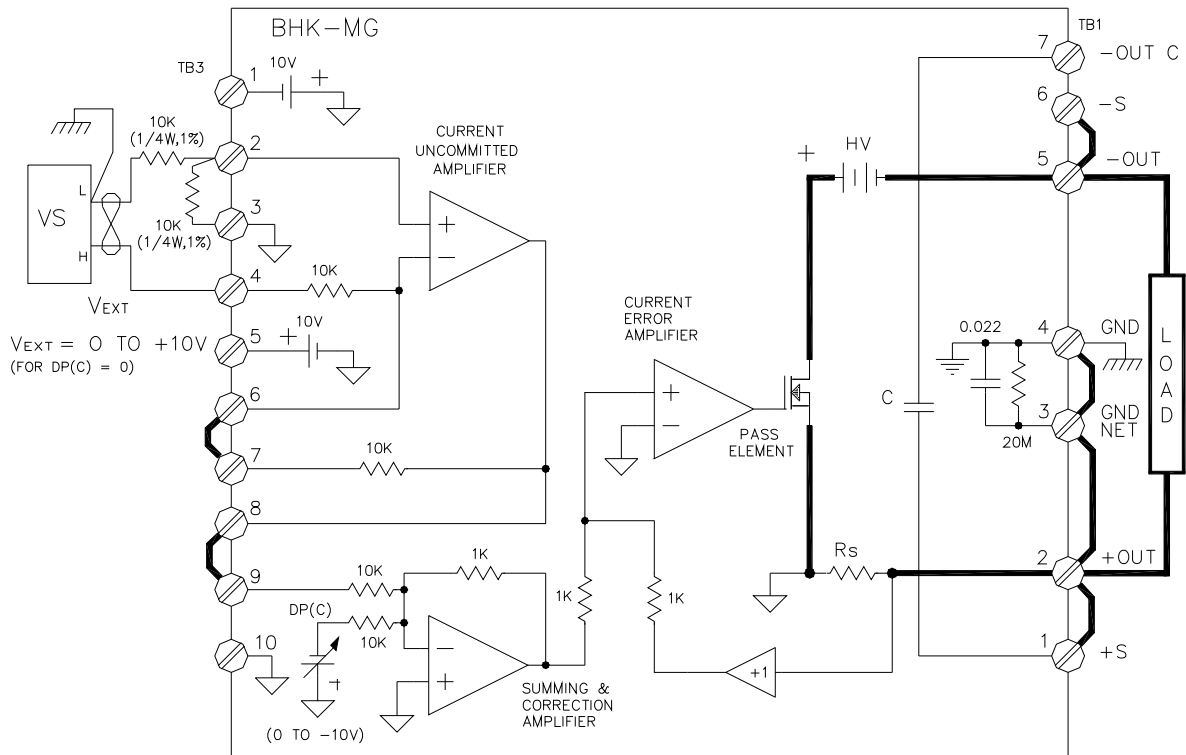 BHK-MG
TB1
TB3
1
10V
+
7
-OUT C
6
-S
5
-OUT
10K
(1/4W,1%)
2
CURRENT
UNCOMMITTED
AMPLIFIER
+
HV
L
VS
H
3
10K
(1/4W,1%)
+
−
4
10K
VEXT
VEXT = 0 TO +10V
(FOR DP(C) = 0)
5
+
10V
CURRENT
ERROR
AMPLIFIER
+
−
PASS
ELEMENT
6
7
10K
8
C
0.022
4
GND
20M
3
GND
NET
LOAD
9
10K
1K
DP(C)
10K
+
(0 TO -10V)
−
+
SUMMING &
CORRECTION
AMPLIFIER
1K
1K
+1
Rs
2
+OUT
1
+S
10